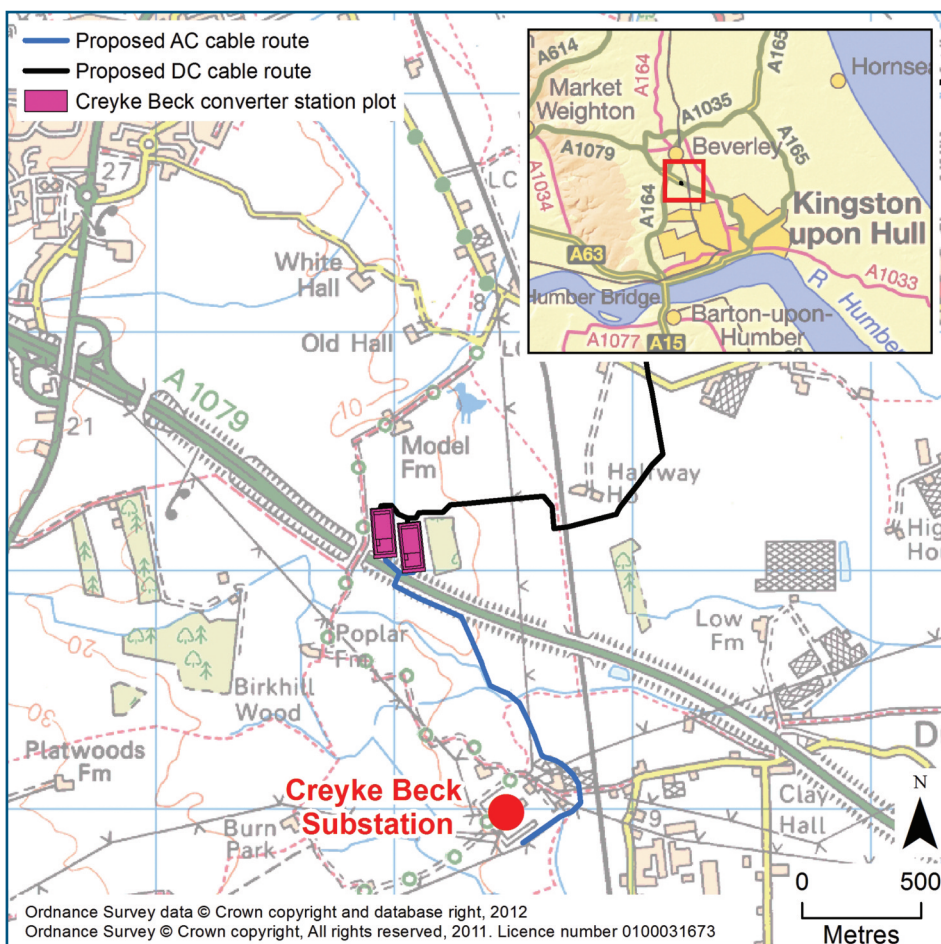 Proposed AC cable route
Proposed DC cable route
Creyke Beck converter station plot
A614
Market
Weighton
A1079
A1034
A164
A1035
Beverley
A164
A165
A165
Hornsea
Kingston
upon Hull
A63
Humber Bridge
A1033
R Humber
Barton-upon-
Humber
A1077
A15
27
LC
White
Hall
8
Old Hall
A 1079
10
21
Model
Fm
Halfway
Ho
Poplar
Fm
Low
Fm
20
Birkhill
Wood
30
Platwoods
Fm
Creyke Beck
Substation
Burn
Park
9
Clay
Hall
N
0 500
Metres
Ordnance Survey data © Crown copyright and database right, 2012
Ordnance Survey © Crown copyright, All rights reserved, 2011. Licence number 0100031673